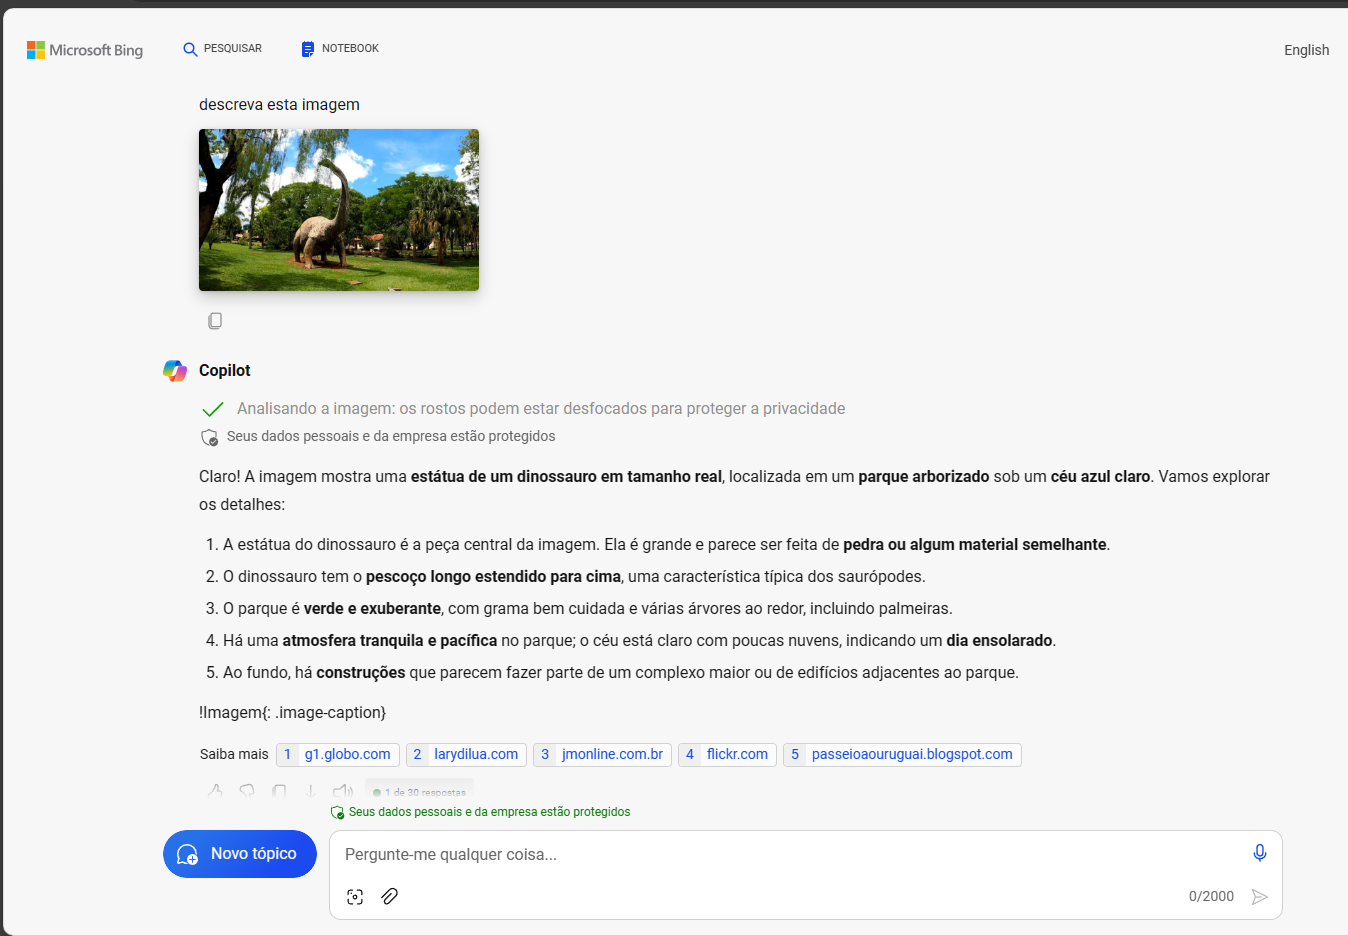 Microsoft Bing
PESQUISAR
NOTEBOOK
English
descreva esta imagem
Copilot
Analisando a imagem: os rostos podem estar desfocados para proteger a privacidade
Seus dados pessoais e da empresa estão protegidos
Claro! A imagem mostra uma estátua de um dinossauro em tamanho real, localizada em um parque arborizado sob um céu azul claro. Vamos explorar
os detalhes:
1. A estátua do dinossauro é a peça central da imagem. Ela é grande e parece ser feita de pedra ou algum material semelhante.
2. O dinossauro tem o pescoço longo estendido para cima, uma característica típica dos saurópodes.
3. O parque é verde e exuberante, com grama bem cuidada e várias árvores ao redor, incluindo palmeiras.
4. Há uma atmosfera tranquila e pacífica no parque; o céu está claro com poucas nuvens, indicando um dia ensolarado.
5. Ao fundo, há construções que parecem fazer parte de um complexo maior ou de edifícios adjacentes ao parque.
!Imagem{: .image-caption}
Saiba mais 1 g1.globo.com 2 larydilua.com 3 jmonline.com.br 4 flickr.com 5 passeioaouruguai.blogspot.com
1 de 30 respostas
Seus dados pessoais e da empresa estão protegidos
Novo tópico
Pergunte-me qualquer coisa...
0/2000